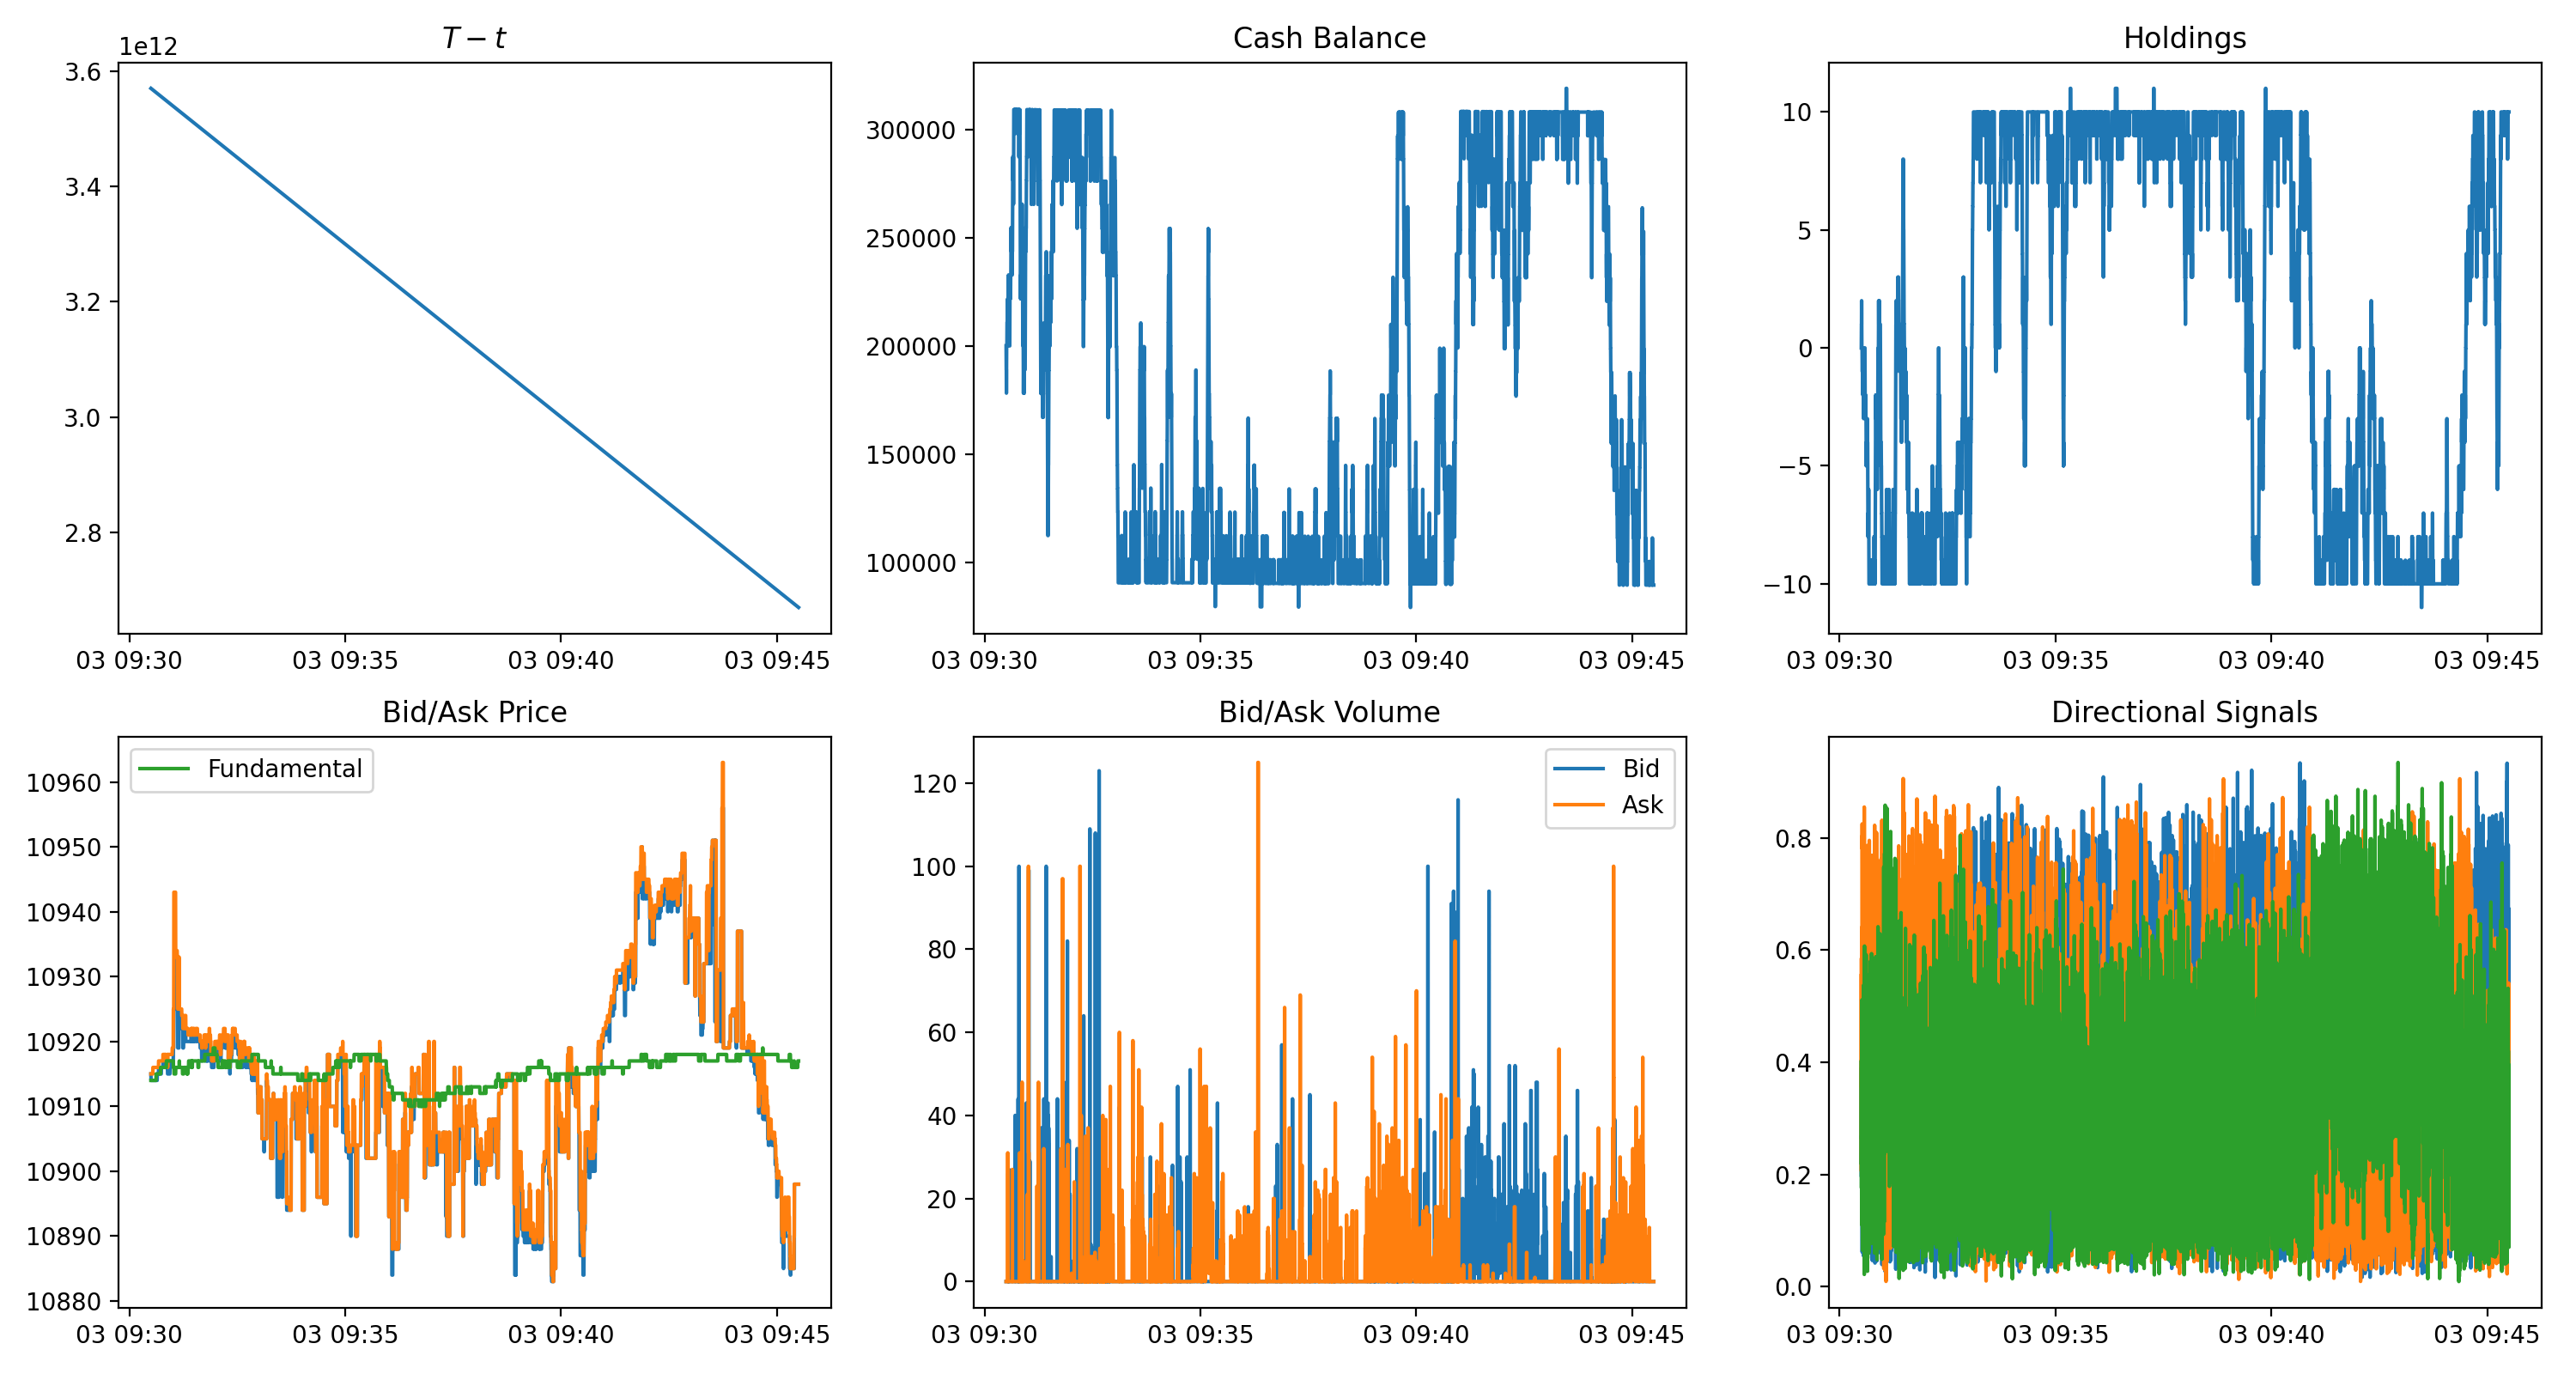 T − t
1e12
3.6
3.4
3.2
3.0
2.8
03 09:30 03 09:35 03 09:40 03 09:45
Cash Balance
300000
250000
200000
150000
100000
03 09:30 03 09:35 03 09:40 03 09:45
Holdings
10
5
0
−5
−10
03 09:30 03 09:35 03 09:40 03 09:45
Bid/Ask Price
Fundamental
10960
10950
10940
10930
10920
10910
10900
10890
10880
03 09:30 03 09:35 03 09:40 03 09:45
Bid/Ask Volume
Bid
Ask
120
100
80
60
40
20
0
03 09:30 03 09:35 03 09:40 03 09:45
Directional Signals
0.8
0.6
0.4
0.2
0.0
03 09:30 03 09:35 03 09:40 03 09:45